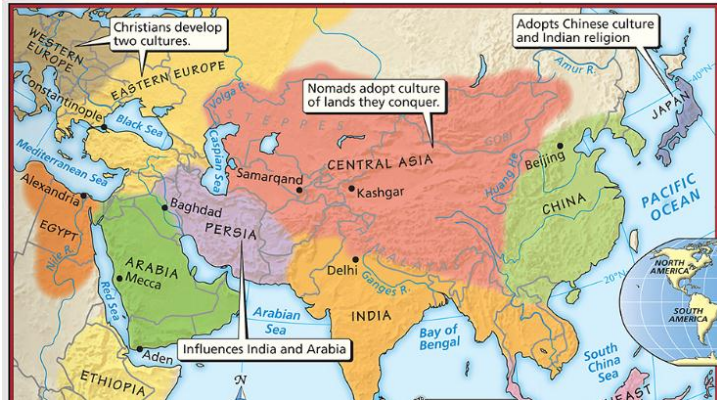 Christians develop
two cultures.
Adopts Chinese culture
and Indian religion
WESTERN
EUROPE
EASTERN EUROPE
Nomads adopt culture
of lands they conquer.
Amur R.
40°N
JAPAN
Volga R.
STEPPES
GOBI
Constantinople
Black Sea
Caspian Sea
Mediterranean Sea
CENTRAL ASIA
Huang He
Beijing
Samarqand
Kashgar
CHINA
PACIFIC
OCEAN
Alexandria
Baghdad
PERSIA
EGYPT
Nile R.
ARABIA
Mecca
Red Sea
HIMALAYAS
Delhi
Ganges R.
INDIA
20°N
NORTH
AMERICA
SOUTH
AMERICA
Arabian
Sea
Bay of
Bengal
Influences India and Arabia
Aden
South
China
Sea
ETHIOPIA
N